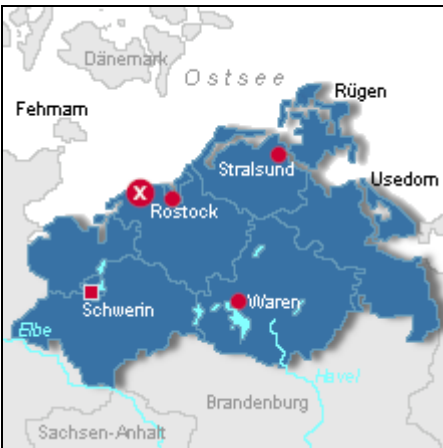 Dänemark
Ostsee
Rügen
Fehmarn
Stralsund
Usedom
X
Rostock
Schwerin
Waren
Elbe
Havel
Brandenburg
Sachsen-Anhalt